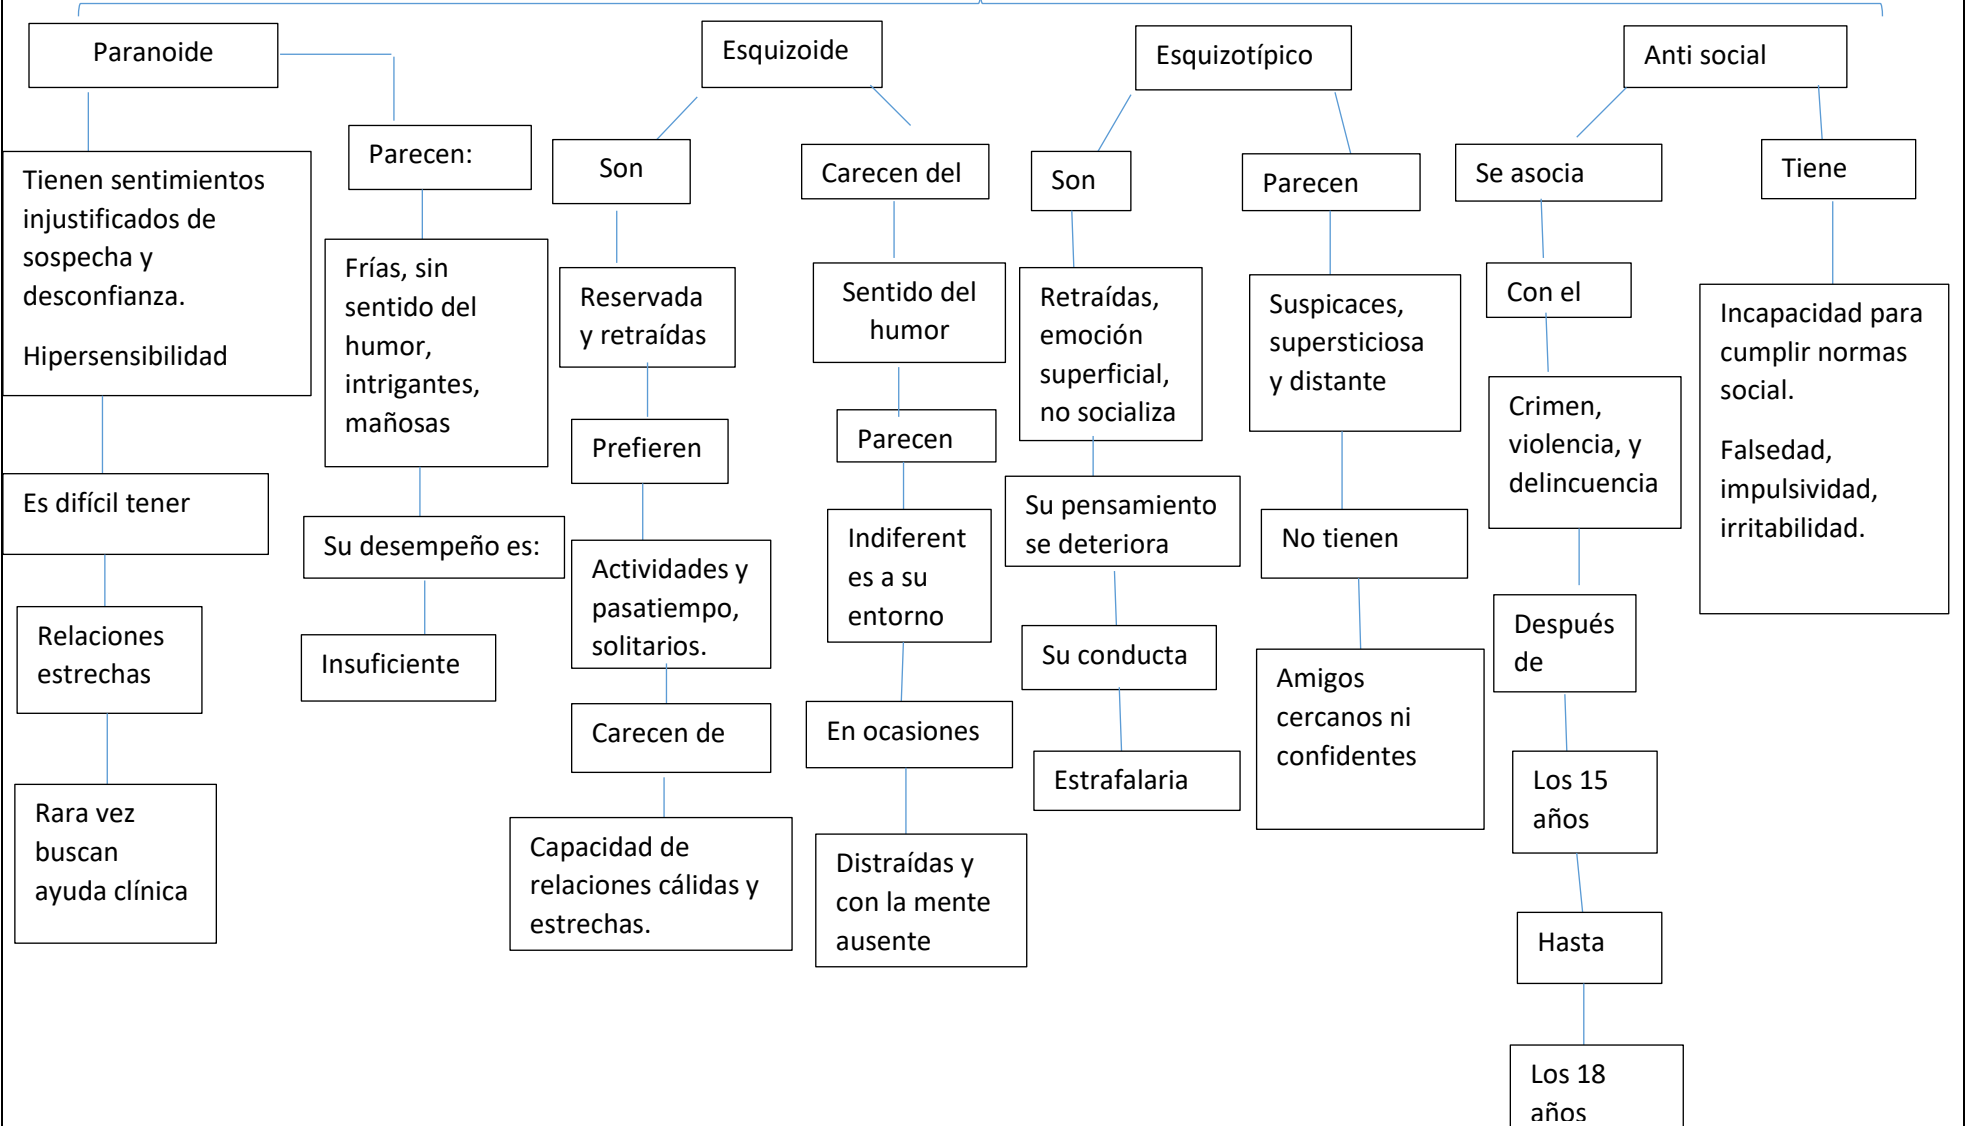 Paranoide
Tienen sentimientos
injustificados de
sospecha y
desconfianza.
Hipersensibilidad
Es difícil tener
Relaciones
estrechas
Rara vez
buscan
ayuda clínica
Parecen:
Frías, sin
sentido del
humor,
intrigantes,
mañosas
Su desempeño es:
Insuficiente
Esquizoide
Son
Reservada
y retraídas
Prefieren
Actividades y
pasatiempo,
solitarios.
Carecen de
Capacidad de
relaciones cálidas y
estrechas.
Carecen del
Sentido del
humor
Parecen
Indiferent
es a su
entorno
En ocasiones
Distraídas y
con la mente
ausente
Esquizotípico
Son
Retraídas,
emoción
superficial,
no socializa
Su pensamiento
se deteriora
Su conducta
Estrafalaria
Parecen
Suspicaces,
supersticiosa
y distante
No tienen
Amigos
cercanos ni
confidentes
Anti social
Se asocia
Con el
Crimen,
violencia, y
delincuencia
Después
de
Los 15
años
Hasta
Los 18
años
Tiene
Incapacidad para
cumplir normas
social.
Falsedad,
impulsividad,
irritabilidad.